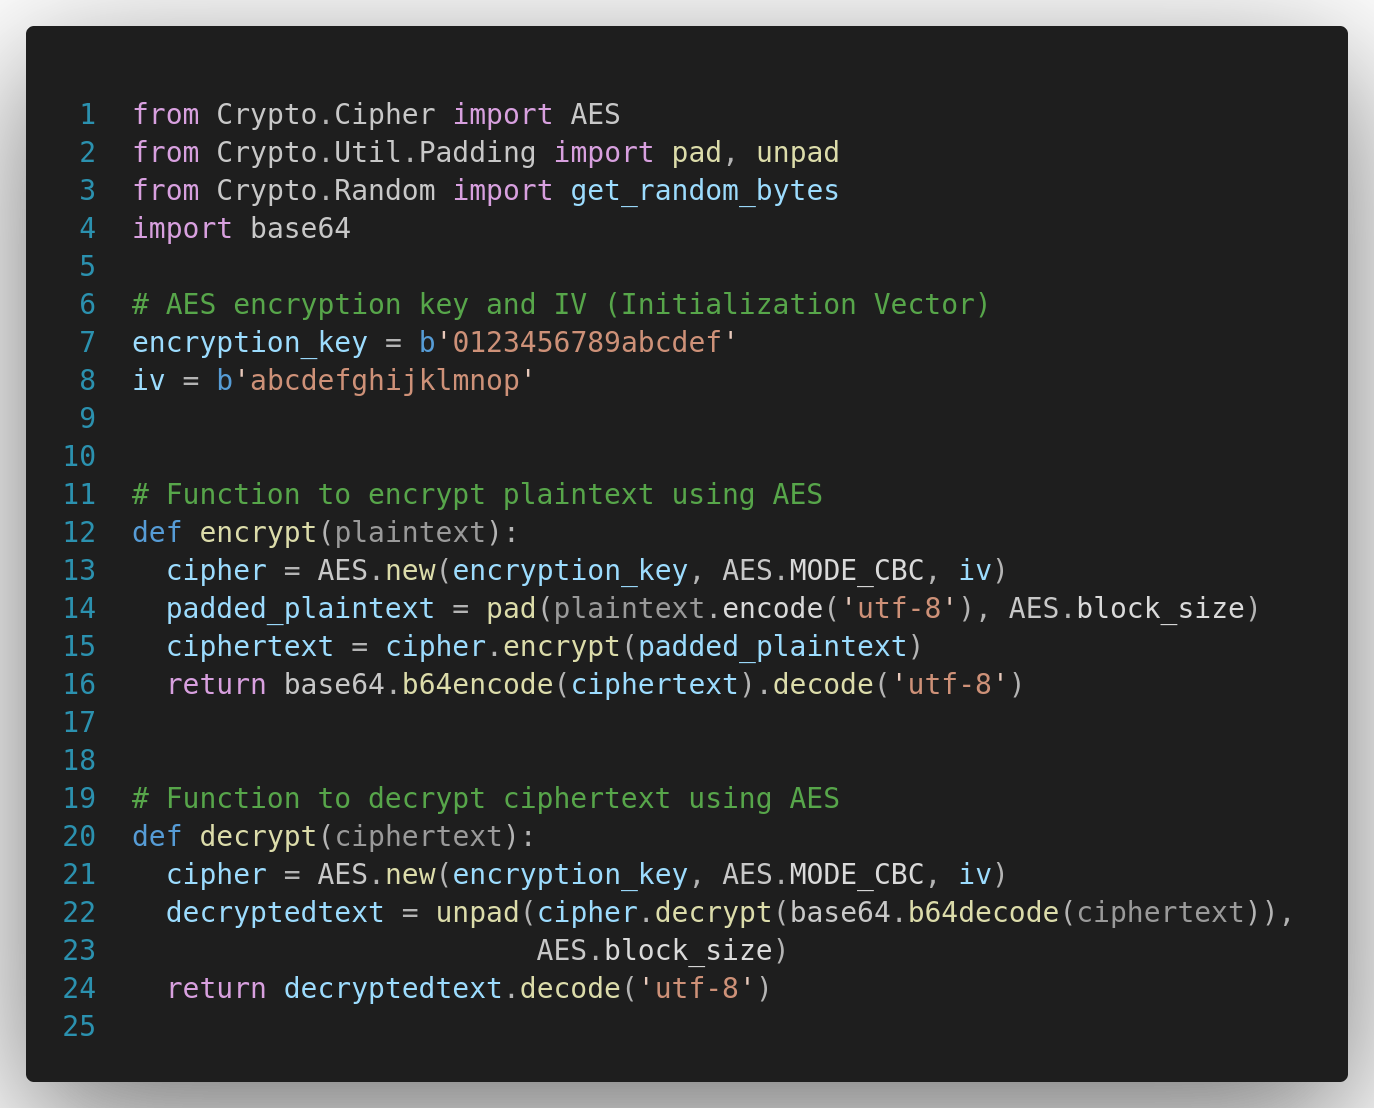 1 from Crypto.Cipher import AES
2 from Crypto.Util.Padding import pad, unpad
3 from Crypto.Random import get_random_bytes
4 import base64
5
6 # AES encryption key and IV (Initialization Vector)
7 encryption_key = b'0123456789abcdef'
8 iv = b'abcdefghijklmnop'
9
10
11 # Function to encrypt plaintext using AES
12 def encrypt(plaintext):
13   cipher = AES.new(encryption_key, AES.MODE_CBC, iv)
14   padded_plaintext = pad(plaintext.encode('utf-8'), AES.block_size)
15   ciphertext = cipher.encrypt(padded_plaintext)
16   return base64.b64encode(ciphertext).decode('utf-8')
17
18
19 # Function to decrypt ciphertext using AES
20 def decrypt(ciphertext):
21   cipher = AES.new(encryption_key, AES.MODE_CBC, iv)
22   decryptedtext = unpad(cipher.decrypt(base64.b64decode(ciphertext)),
23                         AES.block_size)
24   return decryptedtext.decode('utf-8')
25